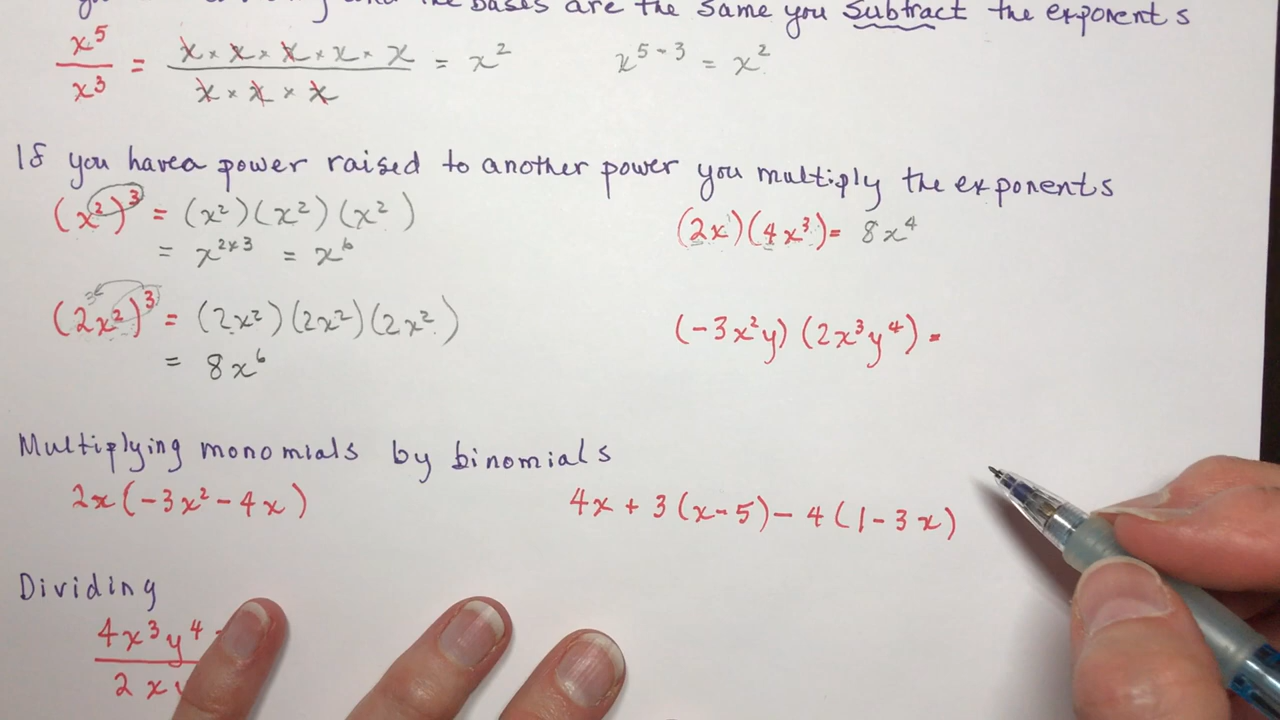 and the bases are the same you subtract the exponents
x⁵/x³ = x × x × x × x × x / x × x × x = x² x⁵⁻³ = x²
If you have a power raised to another power you multiply the exponents
(x²)³ = (x²)(x²)(x²) (2x¹)(4x³) = 8x⁴
= x²ˣ³ = x⁶
(2x²)³ = (2x²)(2x²)(2x²) (-3x²y)(2x³y⁴) =
= 8x⁶
Multiplying monomials by binomials
2x(-3x² - 4x) 4x + 3(x-5) - 4(1-3x)
Dividing
4x³y⁴
2x